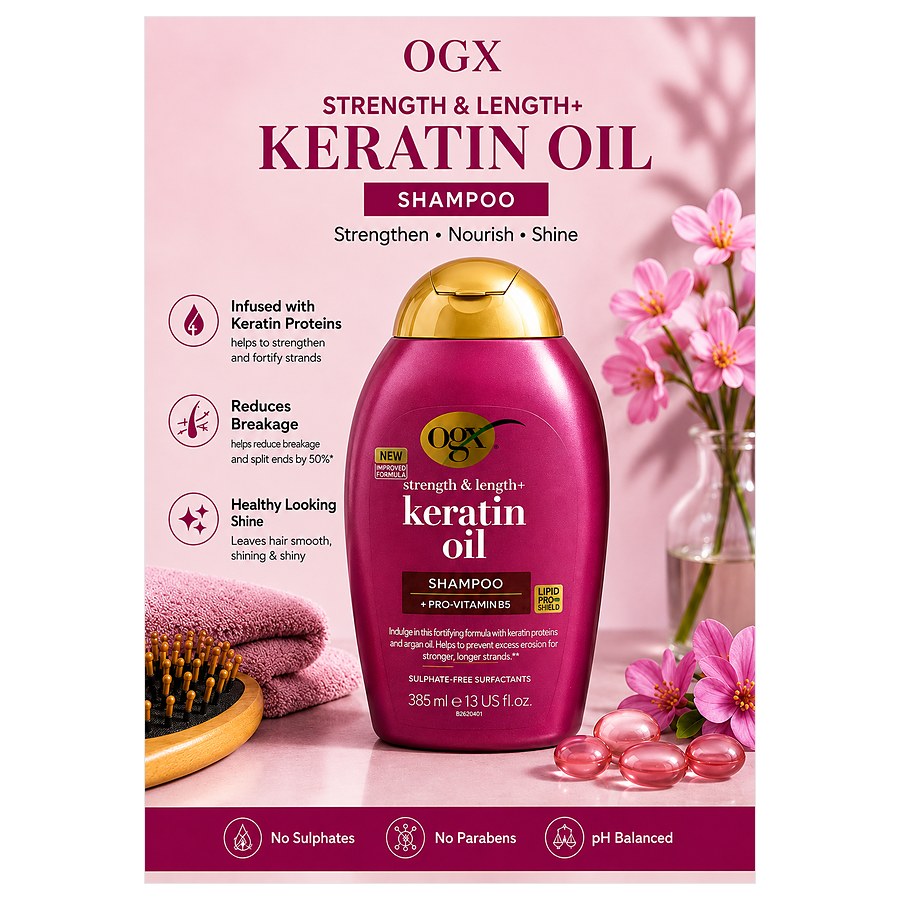 OGX
STRENGTH & LENGTH+
KERATIN OIL
SHAMPOO
Strengthen • Nourish • Shine
Infused with
Keratin Proteins
helps to strengthen
and fortify strands
Reduces
Breakage
helps reduce breakage
and split ends by 50%*
Healthy Looking
Shine
Leaves hair smooth,
shining & shiny
ogx®
NEW
IMPROVED
FORMULA
strength & length+
keratin
oil
SHAMPOO
+ PRO-VITAMIN B5
LIPID
PRO
SHIELD
Indulge in this fortifying formula with keratin proteins
and argan oil. Helps to prevent excess erosion for
stronger, longer strands.**
SULPHATE-FREE SURFACTANTS
385 ml e 13 US fl.oz.
B2620401
No Sulphates
No Parabens
pH Balanced